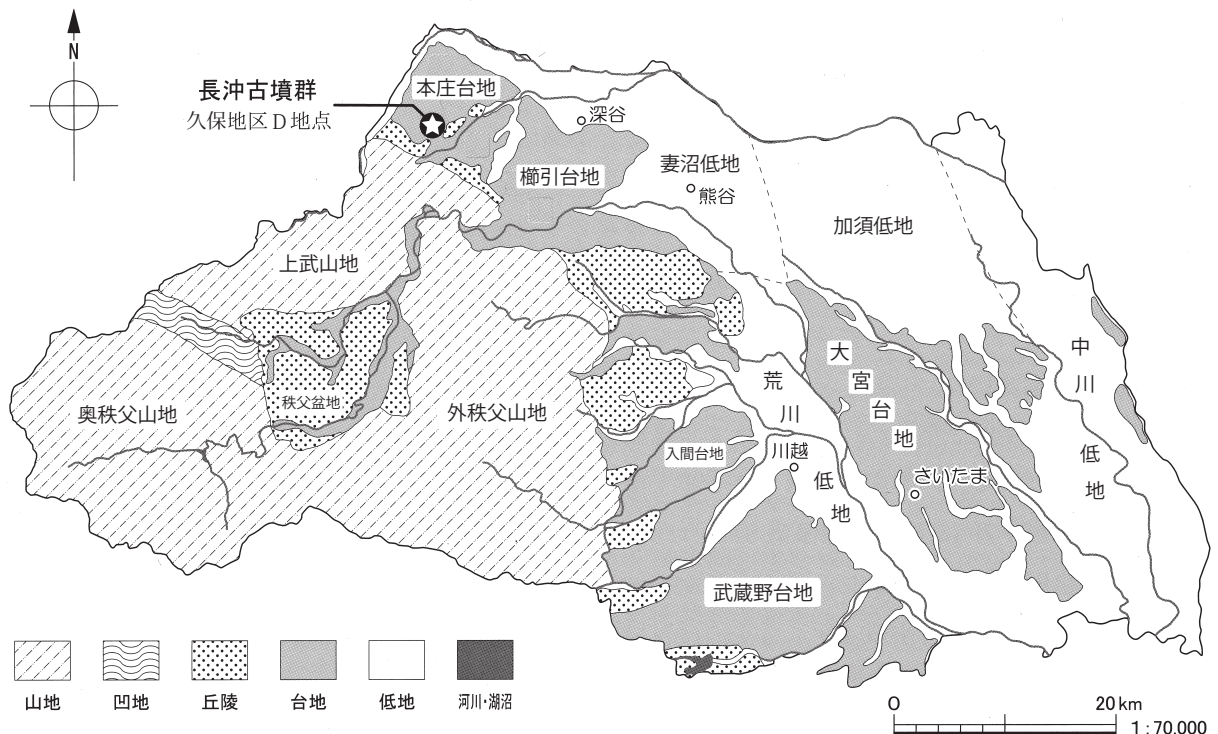 N
長沖古墳群
久保地区D地点
本庄台地
深谷
櫛引台地
妻沼低地
熊谷
加須低地
上武山地
奥秩父山地
秩父盆地
外秩父山地
荒川
低地
大宮台地
中川
低地
入間台地
川越
さいたま
武蔵野台地
山地
凹地
丘陵
台地
低地
河川・湖沼
0
20km
1:70,000